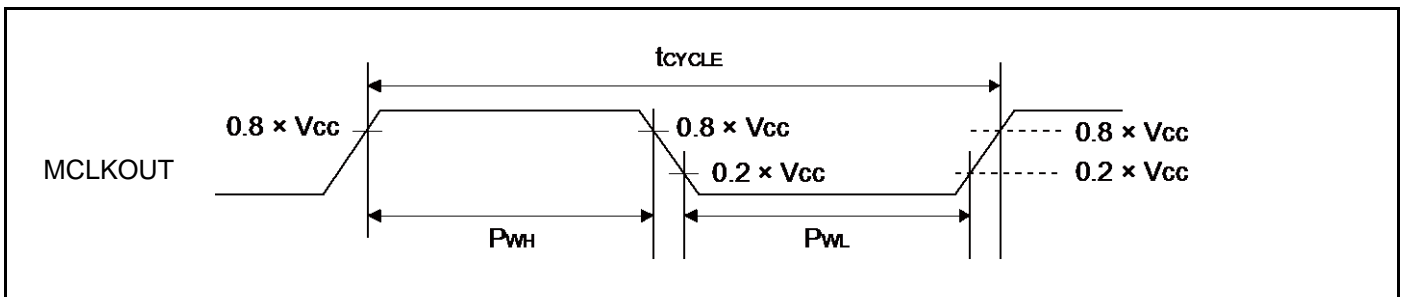 tCYCLE
0.8 × Vcc
0.8 × Vcc
0.8 × Vcc
MCLKOUT
0.2 × Vcc
0.2 × Vcc
PWH
PWL